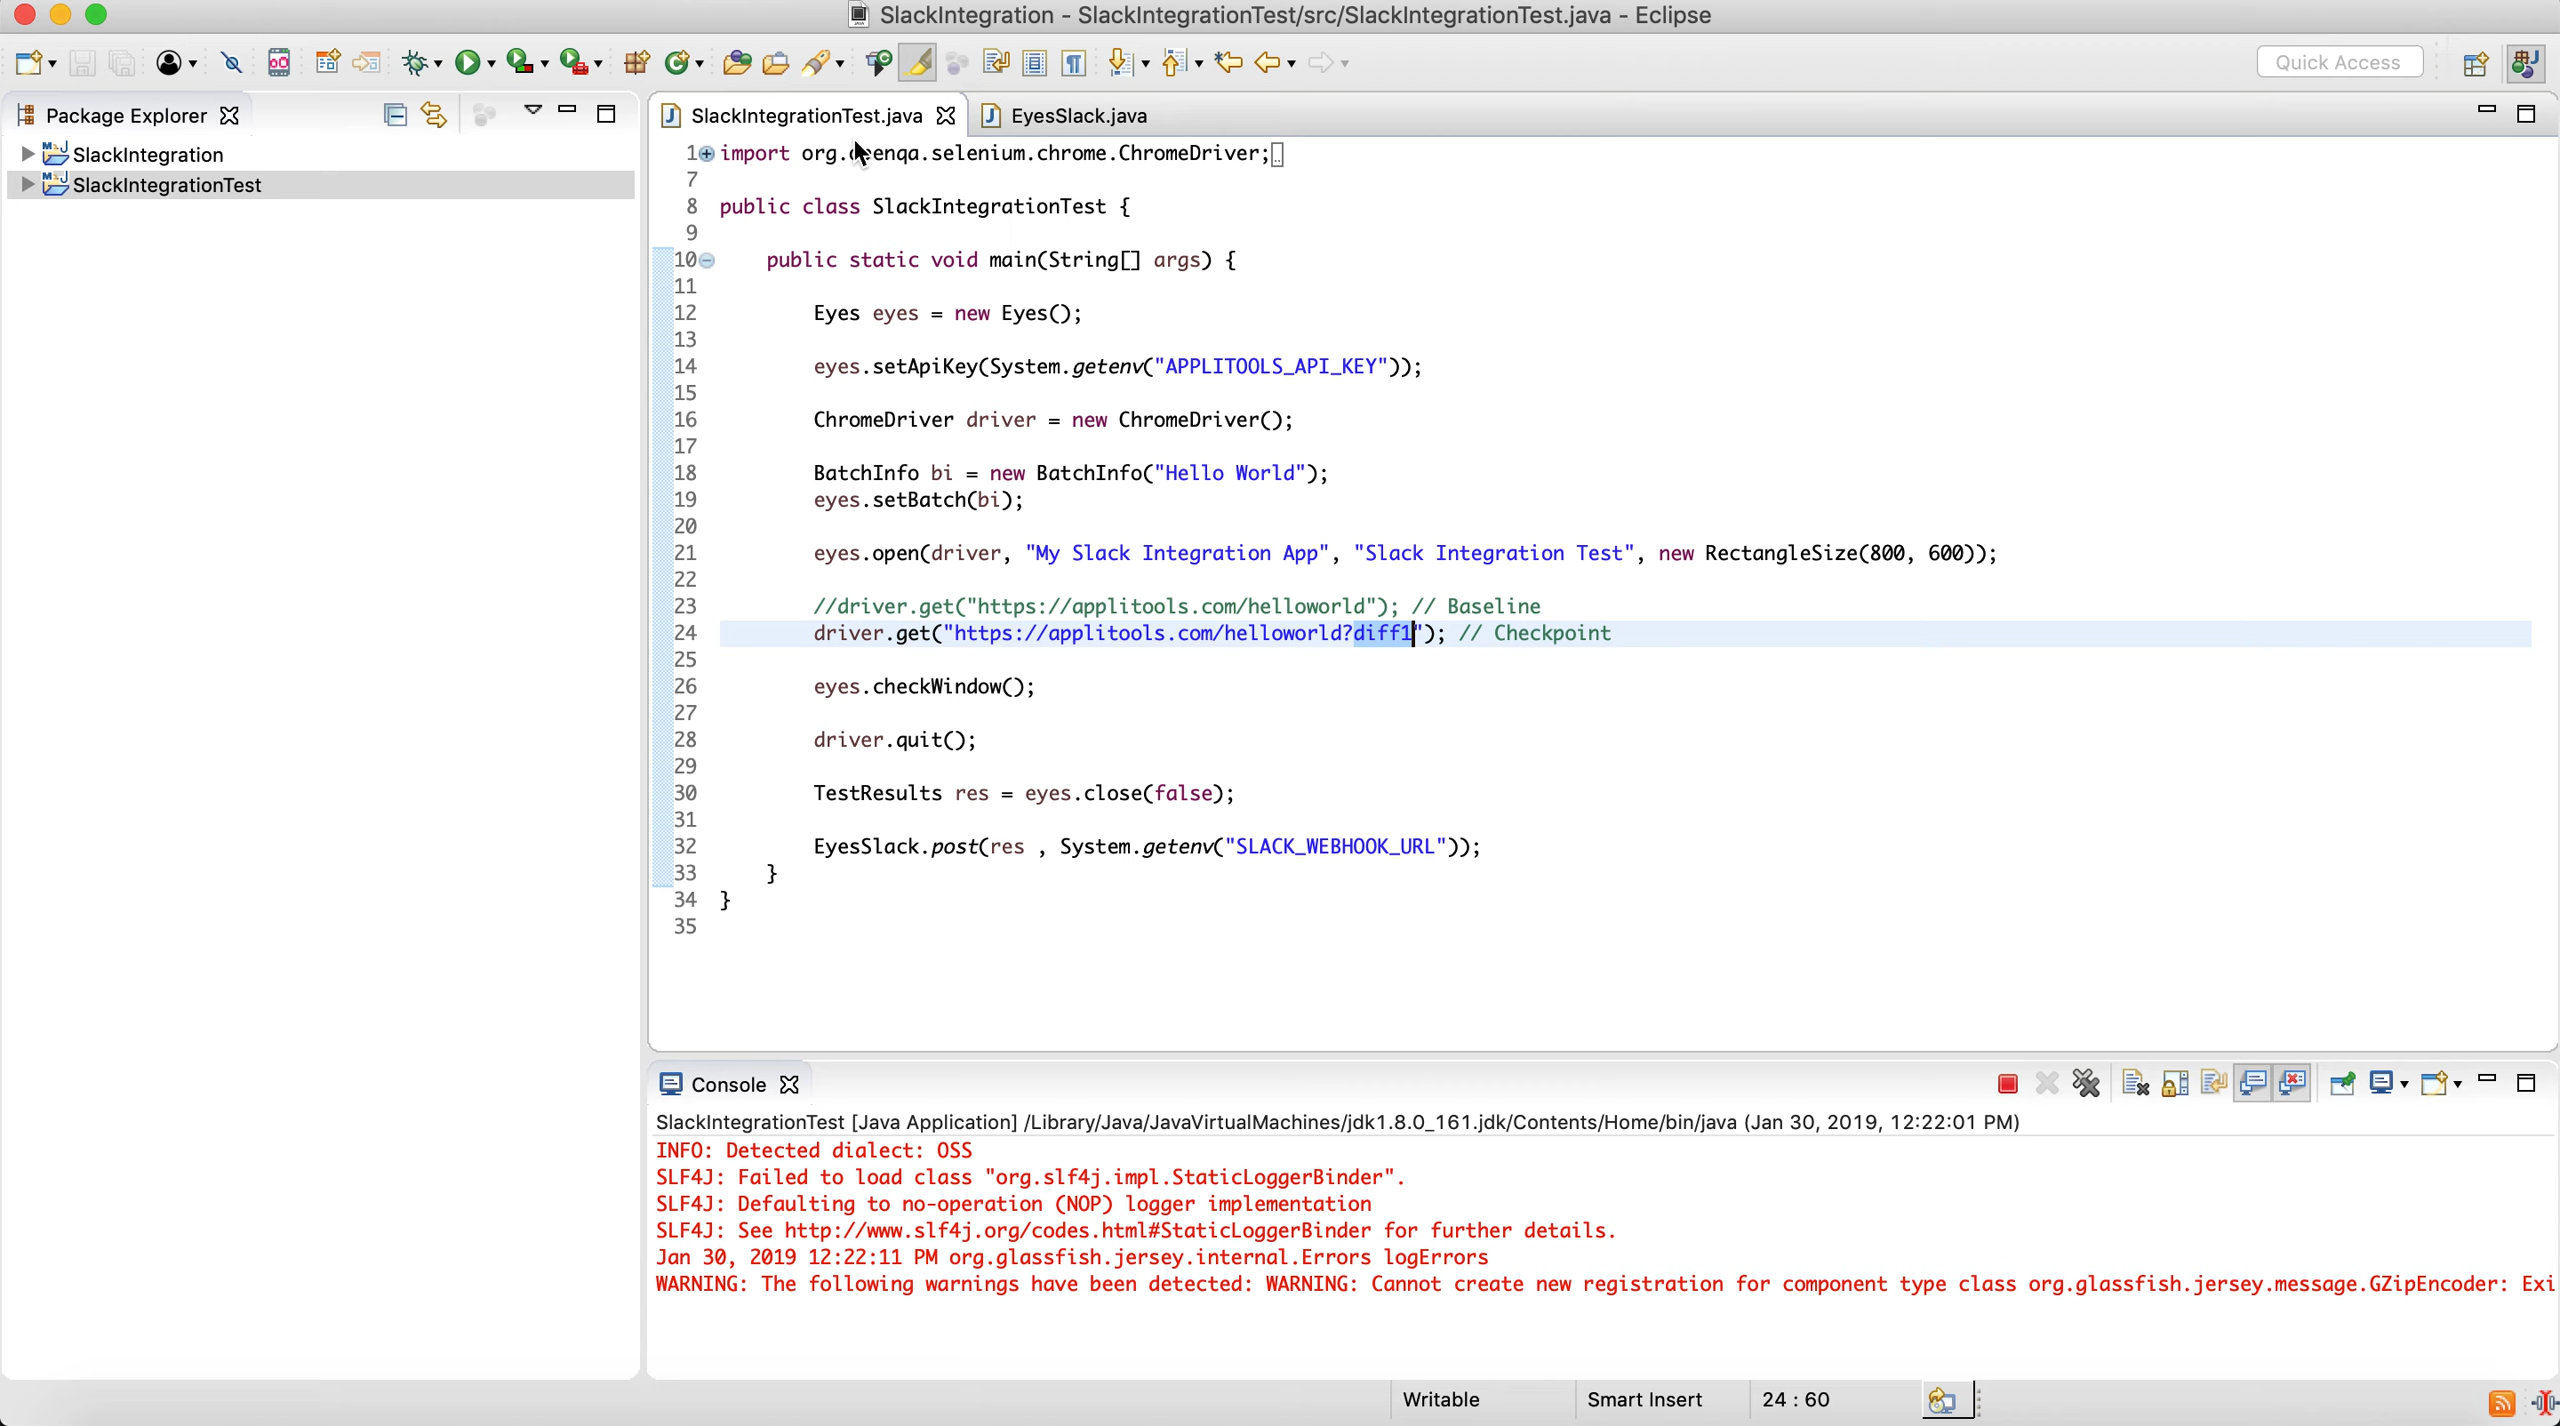 SlackIntegration - SlackIntegrationTest/src/SlackIntegrationTest.java - Eclipse
Quick Access
Package Explorer
SlackIntegration
SlackIntegrationTest
SlackIntegrationTest.java
EyesSlack.java
1 import org. .selenium.chrome.ChromeDriver;
7
8 public class SlackIntegrationTest {
9
10 public static void main(String[] args) {
11
12 Eyes eyes = new Eyes();
13
14 eyes.setApiKey(System.getenv("APPLITOOLS_API_KEY"));
15
16 ChromeDriver driver = new ChromeDriver();
17
18 BatchInfo bi = new BatchInfo("Hello World");
19 eyes.setBatch(bi);
20
21 eyes.open(driver, "My Slack Integration App", "Slack Integration Test", new RectangleSize(800, 600));
22
23 //driver.get("https://applitools.com/helloworld"); // Baseline
24 driver.get("https://applitools.com/helloworld?diff1"); // Checkpoint
25
26 eyes.checkWindow();
27
28 driver.quit();
29
30 TestResults res = eyes.close(false);
31
32 EyesSlack.post(res , System.getenv("SLACK_WEBHOOK_URL"));
33 }
34 }
35
Console
SlackIntegrationTest [Java Application] /Library/Java/JavaVirtualMachines/jdk1.8.0_161.jdk/Contents/Home/bin/java (Jan 30, 2019, 12:22:01 PM)
INFO: Detected dialect: OSS
SLF4J: Failed to load class "org.slf4j.impl.StaticLoggerBinder".
SLF4J: Defaulting to no-operation (NOP) logger implementation
SLF4J: See http://www.slf4j.org/codes.html#StaticLoggerBinder for further details.
Jan 30, 2019 12:22:11 PM org.glassfish.jersey.internal.Errors logErrors
WARNING: The following warnings have been detected: WARNING: Cannot create new registration for component type class org.glassfish.jersey.message.GZipEncoder: Exi
Writable
Smart Insert
24 : 60